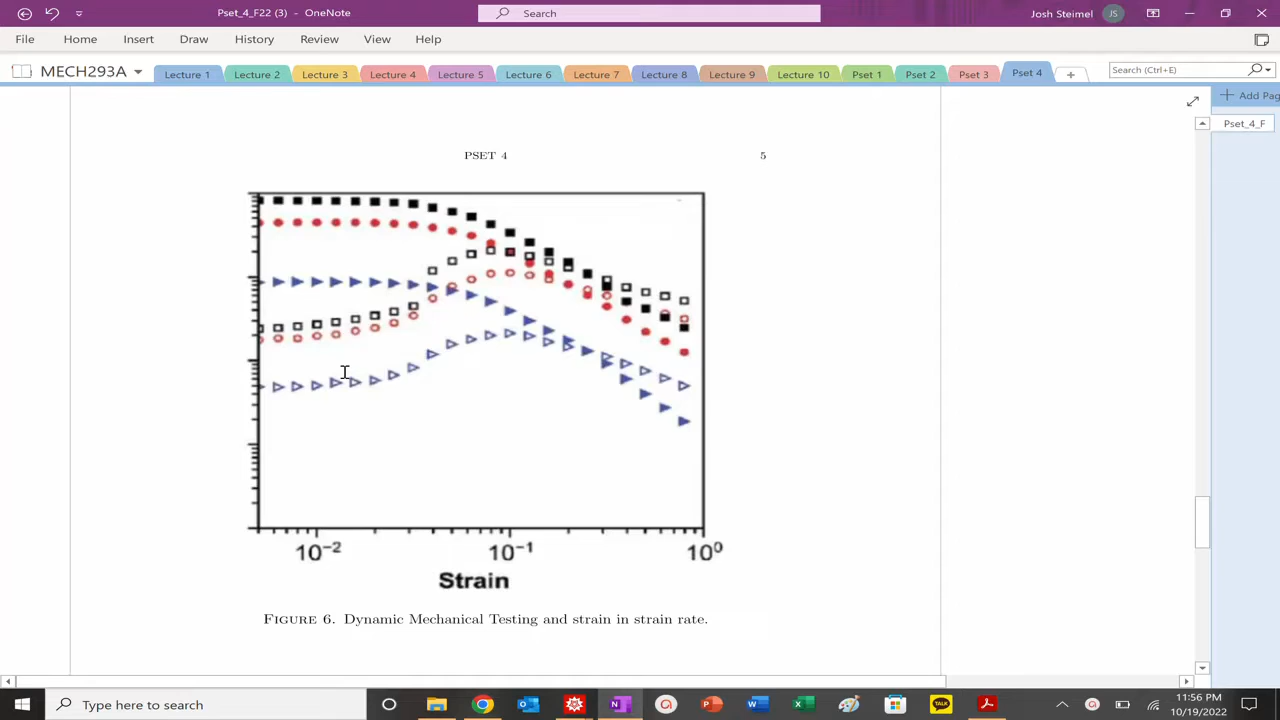 Pset_4_F22 (3) - OneNote
Search
Josh Steimel
JS
File Home Insert Draw History Review View Help
MECH293A
Lecture 1 Lecture 2 Lecture 3 Lecture 4 Lecture 5 Lecture 6 Lecture 7 Lecture 8 Lecture 9 Lecture 10 Pset 1 Pset 2 Pset 3 Pset 4
Search (Ctrl+E)
Add Pag
Pset_4_F
PSET 4 5
10⁻² 10⁻¹ 10⁰
Strain
FIGURE 6. Dynamic Mechanical Testing and strain in strain rate.
Type here to search
TALK
11:56 PM
10/19/2022